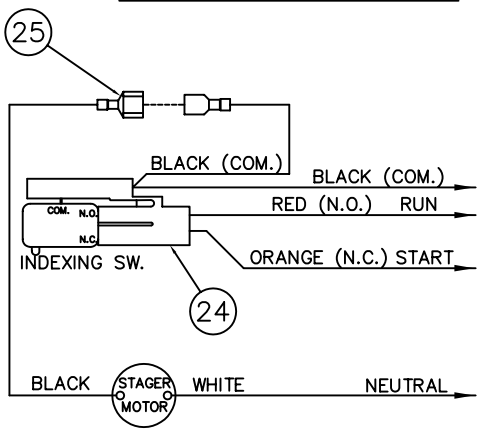 25
BLACK (COM.)
BLACK (COM.)
COM.
N.O.
RED (N.O.) RUN
N.C.
INDEXING SW.
ORANGE (N.C.) START
24
BLACK
STAGER
MOTOR
WHITE
NEUTRAL